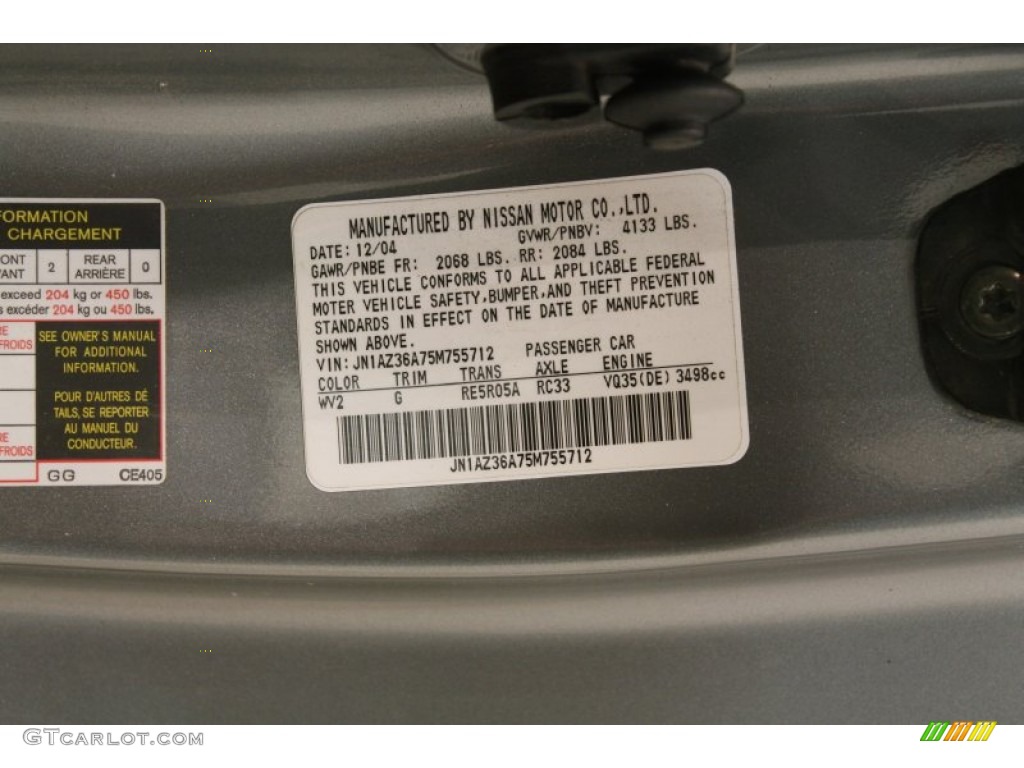 FORMATION
CHARGEMENT
ONT
VANT
2
REAR
ARRIÈRE
0
exceed 204 kg or 450 lbs.
s excéder 204 kg ou 450 lbs.
RE
FROIDS
SEE OWNER'S MANUAL
FOR ADDITIONAL
INFORMATION.
POUR D'AUTRES DÉ
TAILS, SE REPORTER
AU MANUEL DU
CONDUCTEUR.
RE
FROIDS
GG CE405
MANUFACTURED BY NISSAN MOTOR CO.,LTD.
DATE: 12/04 GVWR/PNBV: 4133 LBS.
GAWR/PNBE FR: 2068 LBS. RR: 2084 LBS.
THIS VEHICLE CONFORMS TO ALL APPLICABLE FEDERAL
MOTER VEHICLE SAFETY,BUMPER,AND THEFT PREVENTION
STANDARDS IN EFFECT ON THE DATE OF MANUFACTURE
SHOWN ABOVE.
VIN: JN1AZ36A75M755712 PASSENGER CAR
COLOR TRIM TRANS AXLE ENGINE
WV2 G RE5R05A RC33 VQ35(DE) 3498cc
JN1AZ36A75M755712
GTcarlot.com